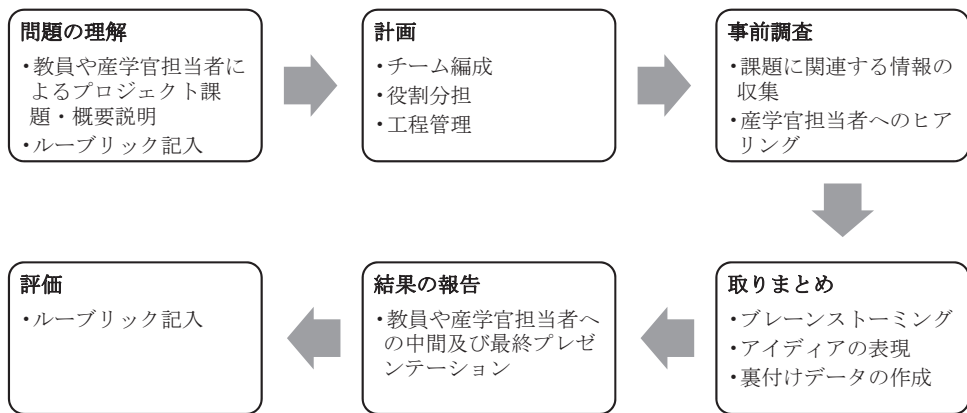 問題の理解
・教員や産学官担当者に
よるプロジェクト課
題・概要説明
・ルーブリック記入
計画
・チーム編成
・役割分担
・工程管理
事前調査
・課題に関連する情報の
収集
・産学官担当者へのヒア
リング
取りまとめ
・ブレーンストーミング
・アイディアの表現
・裏付けデータの作成
結果の報告
・教員や産学官担当者へ
の中間及び最終プレゼ
ンテーション
評価
・ルーブリック記入